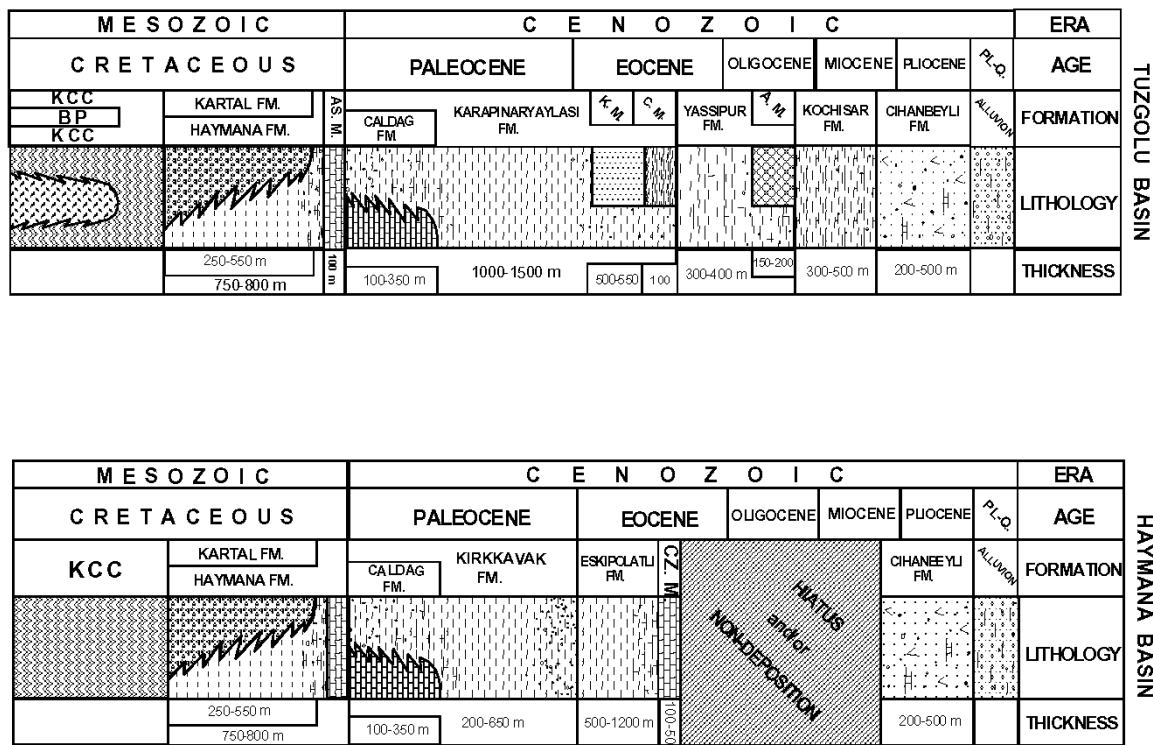 MESOZOIC CENOZOIC ERA
CRETACEOUS PALEOCENE EOCENE OLIGOCENE MIOCENE PLIOCENE PL-Q. AGE
KCC
BP
KCC
KARTAL FM.
HAYMANA FM.
AS. M.
CALDAG
FM.
KARAPINARYAYLASI
FM.
K. M.
C. M.
YASSIPUR
FM.
A. M.
KOCHISAR
FM.
CIHANBEYLI
FM.
ALLUVION
FORMATION
LITHOLOGY
250-550 m
750-800 m
100 m
100-350 m
1000-1500 m
500-550
100
300-400 m
150-200
300-500 m
200-500 m
THICKNESS
TUZGOLU BASIN
MESOZOIC CENOZOIC ERA
CRETACEOUS PALEOCENE EOCENE OLIGOCENE MIOCENE PLIOCENE PL-Q. AGE
KCC
KARTAL FM.
HAYMANA FM.
CALDAG
FM.
KIRKKAVAK
FM.
ESKIPOLATLI
FM.
CZ. M
HIATUS
and/or
NON-DEPOSITION
CIHANBEYLI
FM.
ALLUVION
FORMATION
LITHOLOGY
250-550 m
750-800 m
100-350 m
200-650 m
500-1200 m
100-50
200-500 m
THICKNESS
HAYMANA BASIN